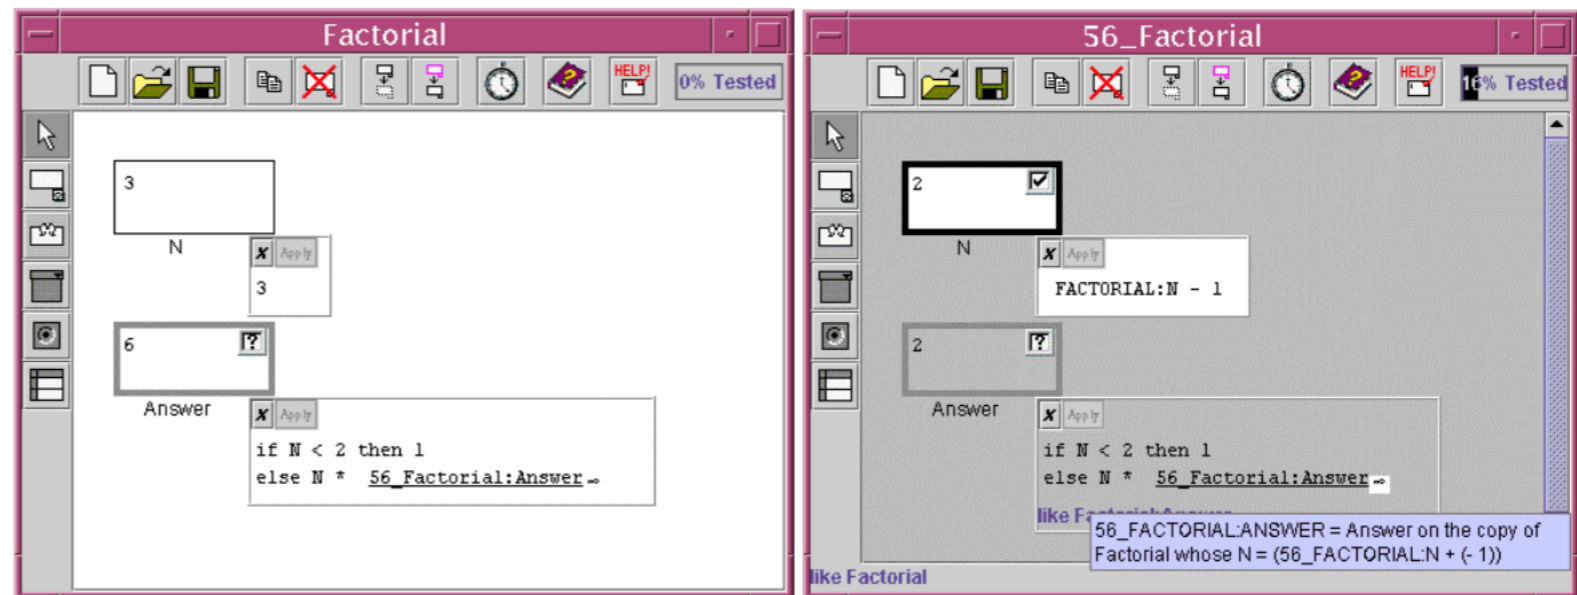 Factorial
HELP!
0% Tested
3
N
X Apply
3
6
?
Answer
X Apply
if N < 2 then 1
else N * 56_Factorial:Answer
56_Factorial
HELP!
16% Tested
2
N
X Apply
FACTORIAL:N - 1
2
?
Answer
X Apply
if N < 2 then 1
else N * 56_Factorial:Answer
like
56_FACTORIAL:ANSWER = Answer on the copy of
Factorial whose N = (56_FACTORIAL:N + (- 1))
like Factorial